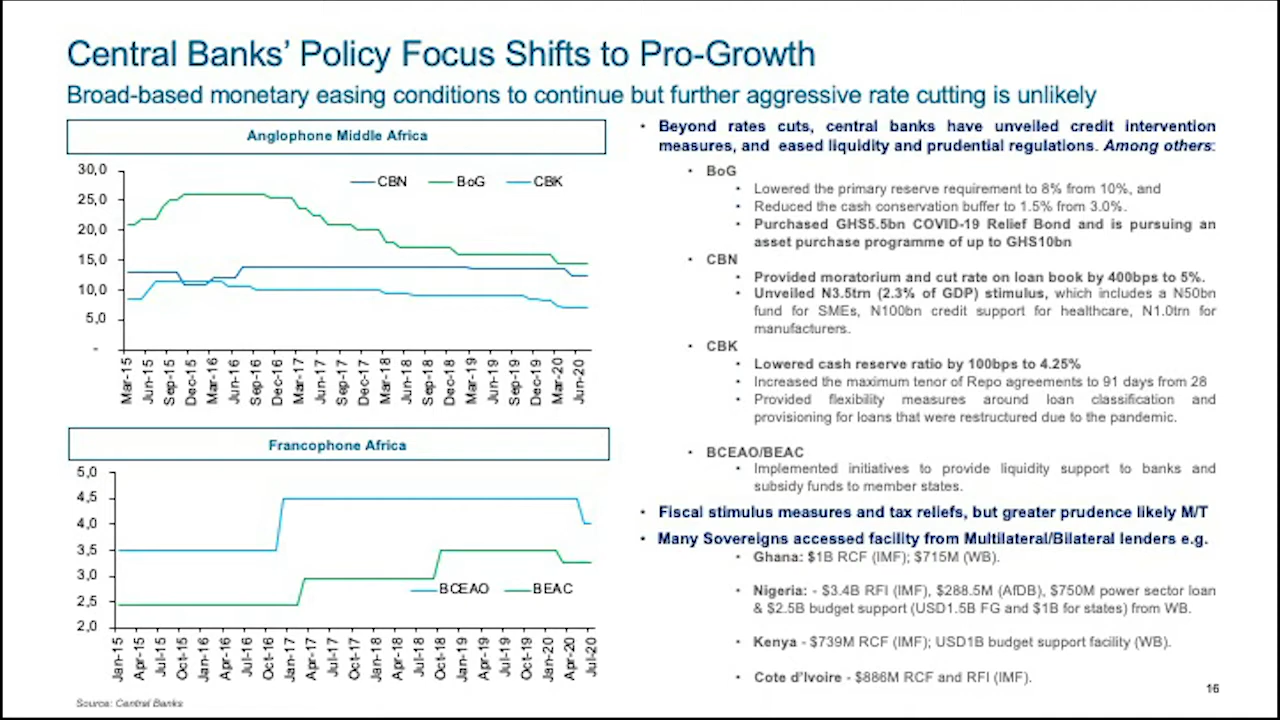 Central Banks' Policy Focus Shifts to Pro-Growth
Broad-based monetary easing conditions to continue but further aggressive rate cutting is unlikely
Anglophone Middle Africa
30,0
25,0
20,0
15,0
10,0
5,0
-
CBN BoG CBK
Mar-15 Jun-15 Sep-15 Dec-15 Mar-16 Jun-16 Sep-16 Dec-16 Mar-17 Jun-17 Sep-17 Dec-17 Mar-18 Jun-18 Sep-18 Dec-18 Mar-19 Jun-19 Sep-19 Dec-19 Mar-20 Jun-20
Francophone Africa
5,0
4,5
4,0
3,5
3,0
2,5
2,0
BCEAO BEAC
Jan-15 Apr-15 Jul-15 Oct-15 Jan-16 Apr-16 Jul-16 Oct-16 Jan-17 Apr-17 Jul-17 Oct-17 Jan-18 Apr-18 Jul-18 Oct-18 Jan-19 Apr-19 Jul-19 Oct-19 Jan-20 Apr-20 Jul-20
Source: Central Banks
• Beyond rates cuts, central banks have unveiled credit intervention
measures, and eased liquidity and prudential regulations. Among others:
• BoG
• Lowered the primary reserve requirement to 8% from 10%, and
• Reduced the cash conservation buffer to 1.5% from 3.0%.
• Purchased GHS5.5bn COVID-19 Relief Bond and is pursuing an
asset purchase programme of up to GHS10bn
• CBN
• Provided moratorium and cut rate on loan book by 400bps to 5%.
• Unveiled N3.5tm (2.3% of GDP) stimulus, which includes a N50bn
fund for SMEs, N100bn credit support for healthcare, N1.0trn for
manufacturers.
• CBK
• Lowered cash reserve ratio by 100bps to 4.25%
• Increased the maximum tenor of Repo agreements to 91 days from 28
• Provided flexibility measures around loan classification and
provisioning for loans that were restructured due to the pandemic.
• BCEAO/BEAC
• Implemented initiatives to provide liquidity support to banks and
subsidy funds to member states.
• Fiscal stimulus measures and tax reliefs, but greater prudence likely M/T
• Many Sovereigns accessed facility from Multilateral/Bilateral lenders e.g.
• Ghana: $1B RCF (IMF); $715M (WB).
• Nigeria: - $3.4B RFI (IMF), $288.5M (AfDB), $750M power sector loan
& $2.5B budget support (USD1.5B FG and $1B for states) from WB.
• Kenya - $739M RCF (IMF); USD1B budget support facility (WB).
• Cote d'Ivoire - $886M RCF and RFI (IMF).
16